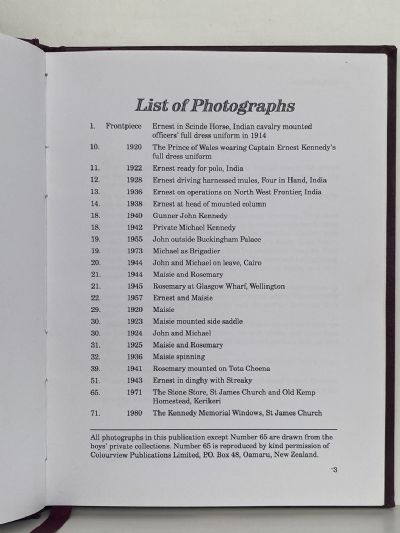 List of Photographs
1. Frontpiece Ernest in Scinde Horse, Indian cavalry mounted
officers' full dress uniform in 1914
10. 1920 The Prince of Wales wearing Captain Ernest Kennedy's
full dress uniform
11. 1922 Ernest ready for polo, India
12. 1928 Ernest driving harnessed mules, Four in Hand, India
13. 1936 Ernest on operations on North West Frontier, India
14. 1938 Ernest at head of mounted column
18. 1940 Gunner John Kennedy
18. 1942 Private Michael Kennedy
19. 1955 John outside Buckingham Palace
19. 1973 Michael as Brigadier
20. 1944 John and Michael on leave, Cairo
21. 1944 Maisie and Rosemary
21. 1945 Rosemary at Glasgow Wharf, Wellington
22. 1957 Ernest and Maisie
29. 1920 Maisie
30. 1923 Maisie mounted side saddle
30. 1924 John and Michael
31. 1925 Maisie and Rosemary
32. 1936 Maisie spinning
39. 1941 Rosemary mounted on Tota Cheena
51. 1943 Ernest in dinghy with Streaky
65. 1971 The Stone Store, St James Church and Old Kemp
Homestead, Kerikeri
71. 1980 The Kennedy Memorial Windows, St James Church
All photographs in this publication except Number 65 are drawn from the
boys' private collections. Number 65 is reproduced by kind permission of
Colourview Publications Limited, PO. Box 48, Oamaru, New Zealand.
3